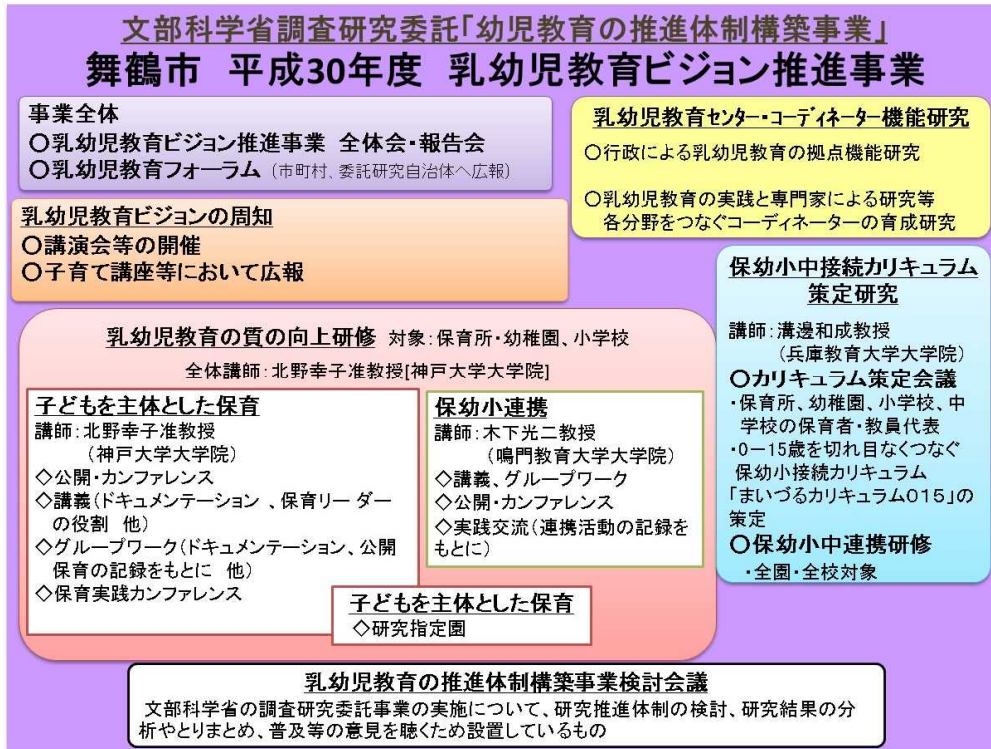 文部科学省調査研究委託「幼児教育の推進体制構築事業」
舞鶴市　平成30年度　乳幼児教育ビジョン推進事業
事業全体
〇乳幼児教育ビジョン推進事業　全体会・報告会
〇乳幼児教育フォーラム（市町村、委託研究自治体へ広報）
乳幼児教育ビジョンの周知
〇講演会等の開催
〇子育て講座等において広報
乳幼児教育センター・コーディネーター機能研究
〇行政による乳幼児教育の拠点機能研究
〇乳幼児教育の実践と専門家による研究等
各分野をつなぐコーディネーターの育成研究
保幼小中接続カリキュラム
策定研究
講師：溝邊和成教授
（兵庫教育大学大学院）
〇カリキュラム策定会議
・保育所、幼稚園、小学校、中
学校の保育者・教員代表
・0－15歳を切れ目なくつなぐ
保幼小接続カリキュラム
「まいづるカリキュラム015」の
策定
〇保幼小中連携研修
・全園・全校対象
乳幼児教育の質の向上研修　対象：保育所・幼稚園、小学校
全体講師：北野幸子准教授[神戸大学大学院]
子どもを主体とした保育
講師：北野幸子准教授
（神戸大学大学院）
◇公開・カンファレンス
◇講義（ドキュメンテーション 、保育リーダー
の役割　他）
◇グループワーク（ドキュメンテーション、公開
保育の記録をもとに　他）
◇保育実践カンファレンス
保幼小連携
講師：木下光二教授
（鳴門教育大学大学院）
◇講義、グループワーク
◇公開・カンファレンス
◇実践交流（連携活動の記録を
もとに）
子どもを主体とした保育
◇研究指定園
乳幼児教育の推進体制構築事業検討会議
文部科学省の調査研究委託事業の実施について、研究推進体制の検討、研究結果の分
析やとりまとめ、普及等の意見を聴くため設置しているもの